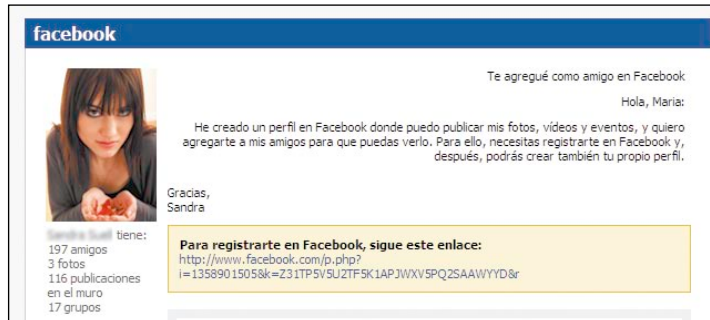 facebook
Te agregué como amigo en Facebook
Hola, Maria:
He creado un perfil en Facebook donde puedo publicar mis fotos, vídeos y eventos, y quiero
agregarte a mis amigos para que puedas verlo. Para ello, necesitas registrarte en Facebook y,
después, podrás crear también tu propio perfil.
Gracias,
Sandra
tiene:
197 amigos
3 fotos
116 publicaciones
en el muro
17 grupos
Para registrarte en Facebook, sigue este enlace:
http://www.facebook.com/p.php?
i=1358901505&k=Z31TP5V5U2TF5K1APJWXV5PQ2SAAWYYD&r